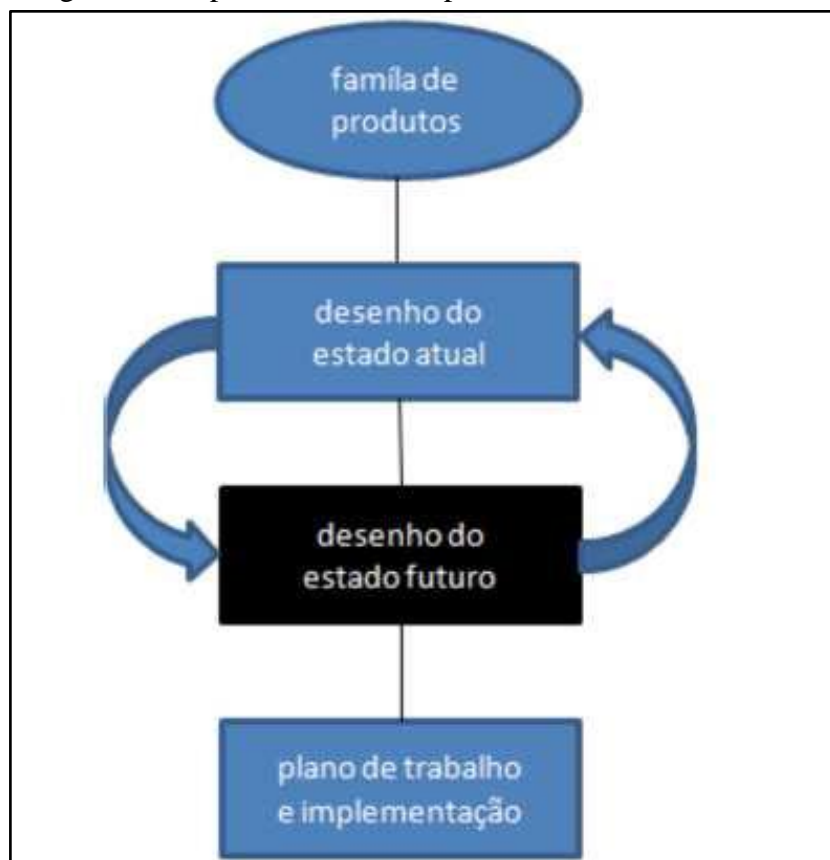 famíla de
produtos
desenho do
estado atual
desenho do
estado futuro
plano de trabalho
e implementação